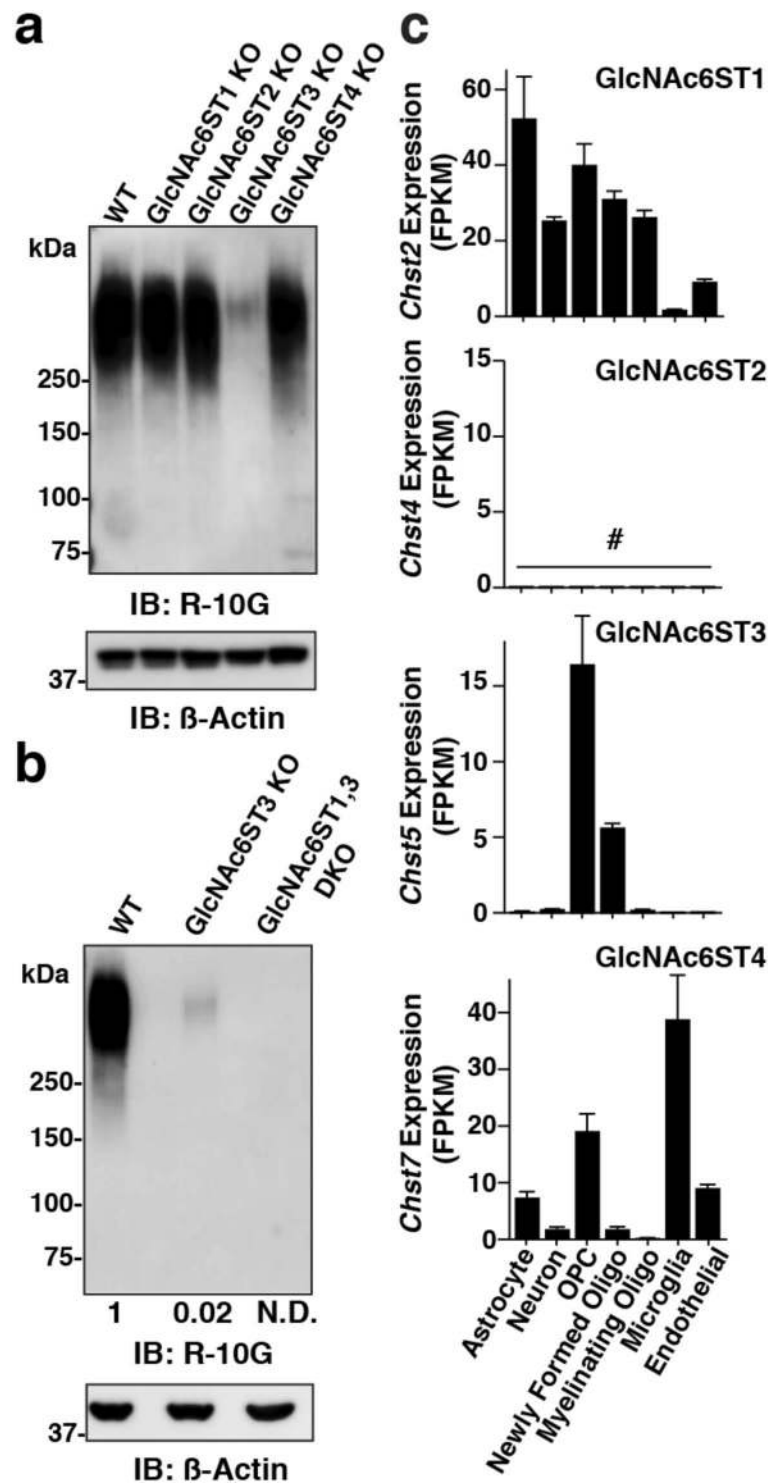 a
WT
GlcNAc6ST1 KO
GlcNAc6ST2 KO
GlcNAc6ST3 KO
GlcNAc6ST4 KO
kDa
250-
150-
100-
75-
IB: R-10G
37-
IB: ß-Actin
b
WT
GlcNAc6ST3 KO
GlcNAc6ST1,3
DKO
kDa
250-
150-
100-
75-
1 0.02 N.D.
IB: R-10G
37-
IB: ß-Actin
c
GlcNAc6ST1
Chst2 Expression
(FPKM)
60
40
20
0
GlcNAc6ST2
Chst4 Expression
(FPKM)
15
10
5
0
#
GlcNAc6ST3
Chst5 Expression
(FPKM)
15
10
5
0
GlcNAc6ST4
Chst7 Expression
(FPKM)
40
30
20
10
0
Astrocyte
Neuron
OPC
Newly Formed Oligo
Myelinating Oligo
Microglia
Endothelial